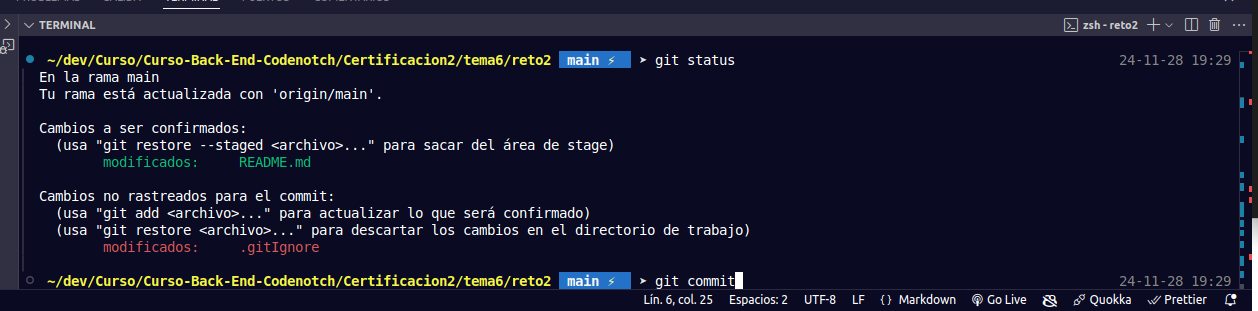 TERMINAL
zsh - reto2
~/dev/Curso/Curso-Back-End-Codenotch/Certificacion2/tema6/reto2 main ⚡ ➤ git status 24-11-28 19:29
En la rama main
Tu rama está actualizada con 'origin/main'.
Cambios a ser confirmados:
(usa "git restore --staged <archivo>..." para sacar del área de stage)
modificados: README.md
Cambios no rastreados para el commit:
(usa "git add <archivo>..." para actualizar lo que será confirmado)
(usa "git restore <archivo>..." para descartar los cambios en el directorio de trabajo)
modificados: .gitIgnore
~/dev/Curso/Curso-Back-End-Codenotch/Certificacion2/tema6/reto2 main ⚡ ➤ git commit 24-11-28 19:29
Lín. 6, col. 25 Espacios: 2 UTF-8 LF {} Markdown Go Live Quokka Prettier